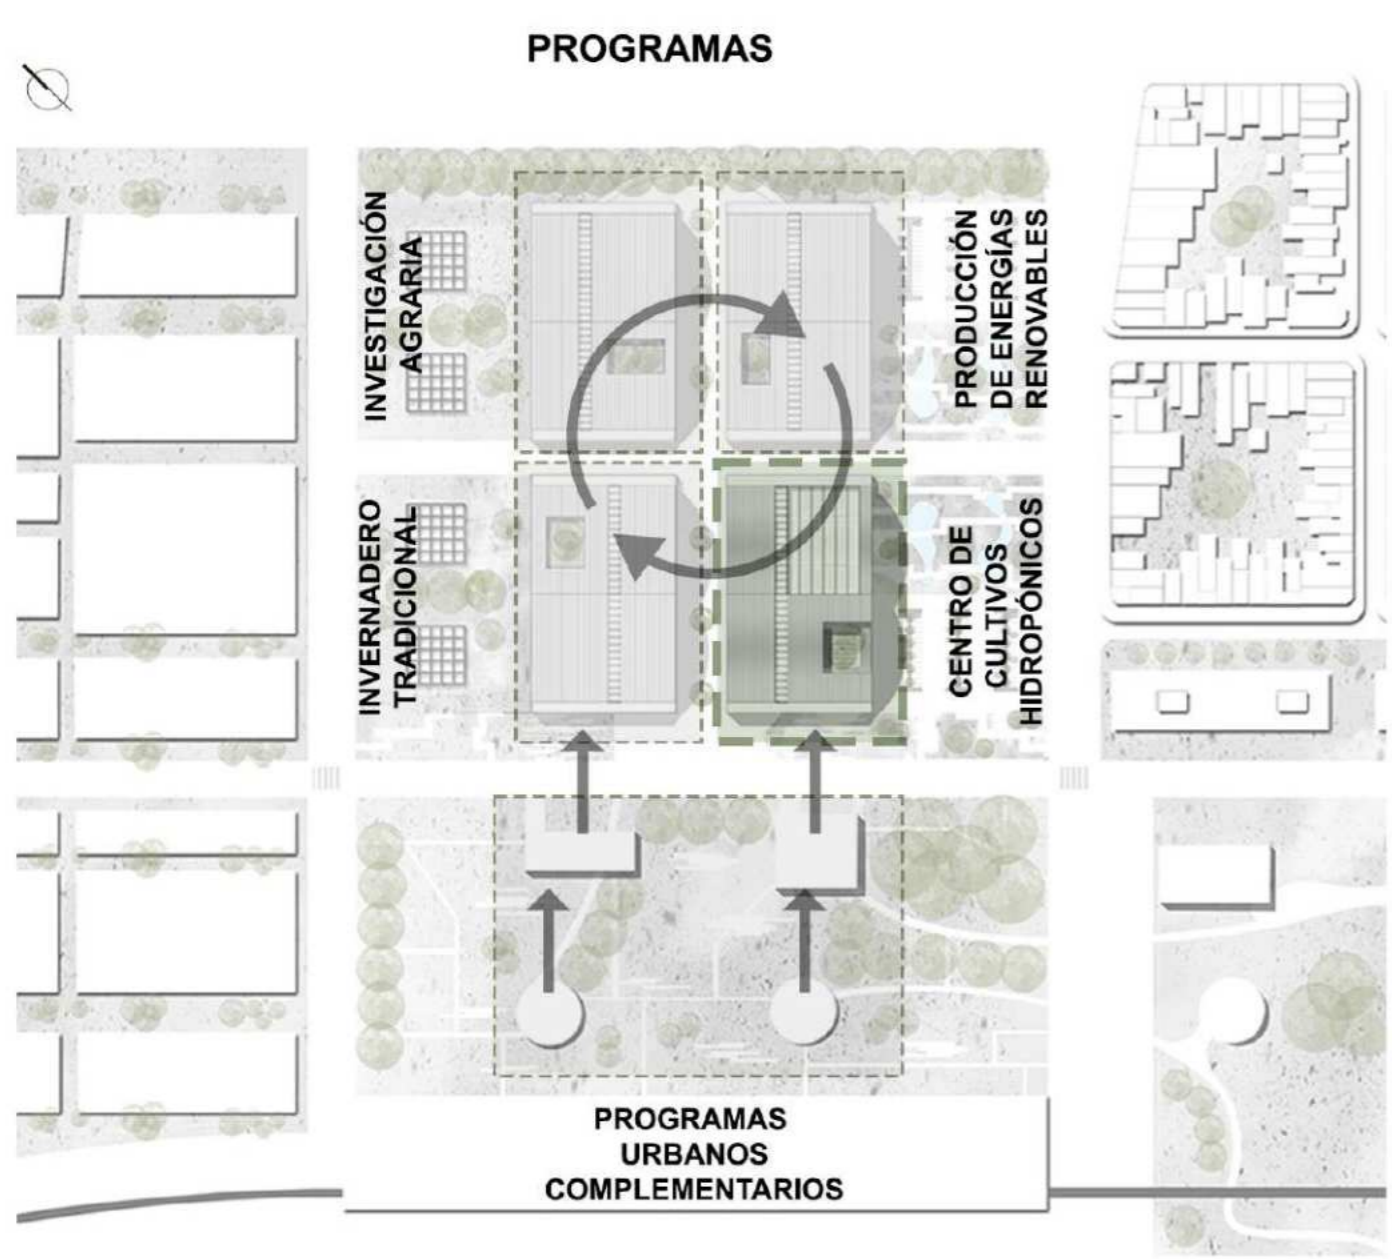 PROGRAMAS
INVESTIGACIÓN
AGRARIA
PRODUCCIÓN
DE ENERGÍAS
RENOVABLES
INVERNADERO
TRADICIONAL
CENTRO DE
CULTIVOS
HIDROPÓNICOS
PROGRAMAS
URBANOS
COMPLEMENTARIOS